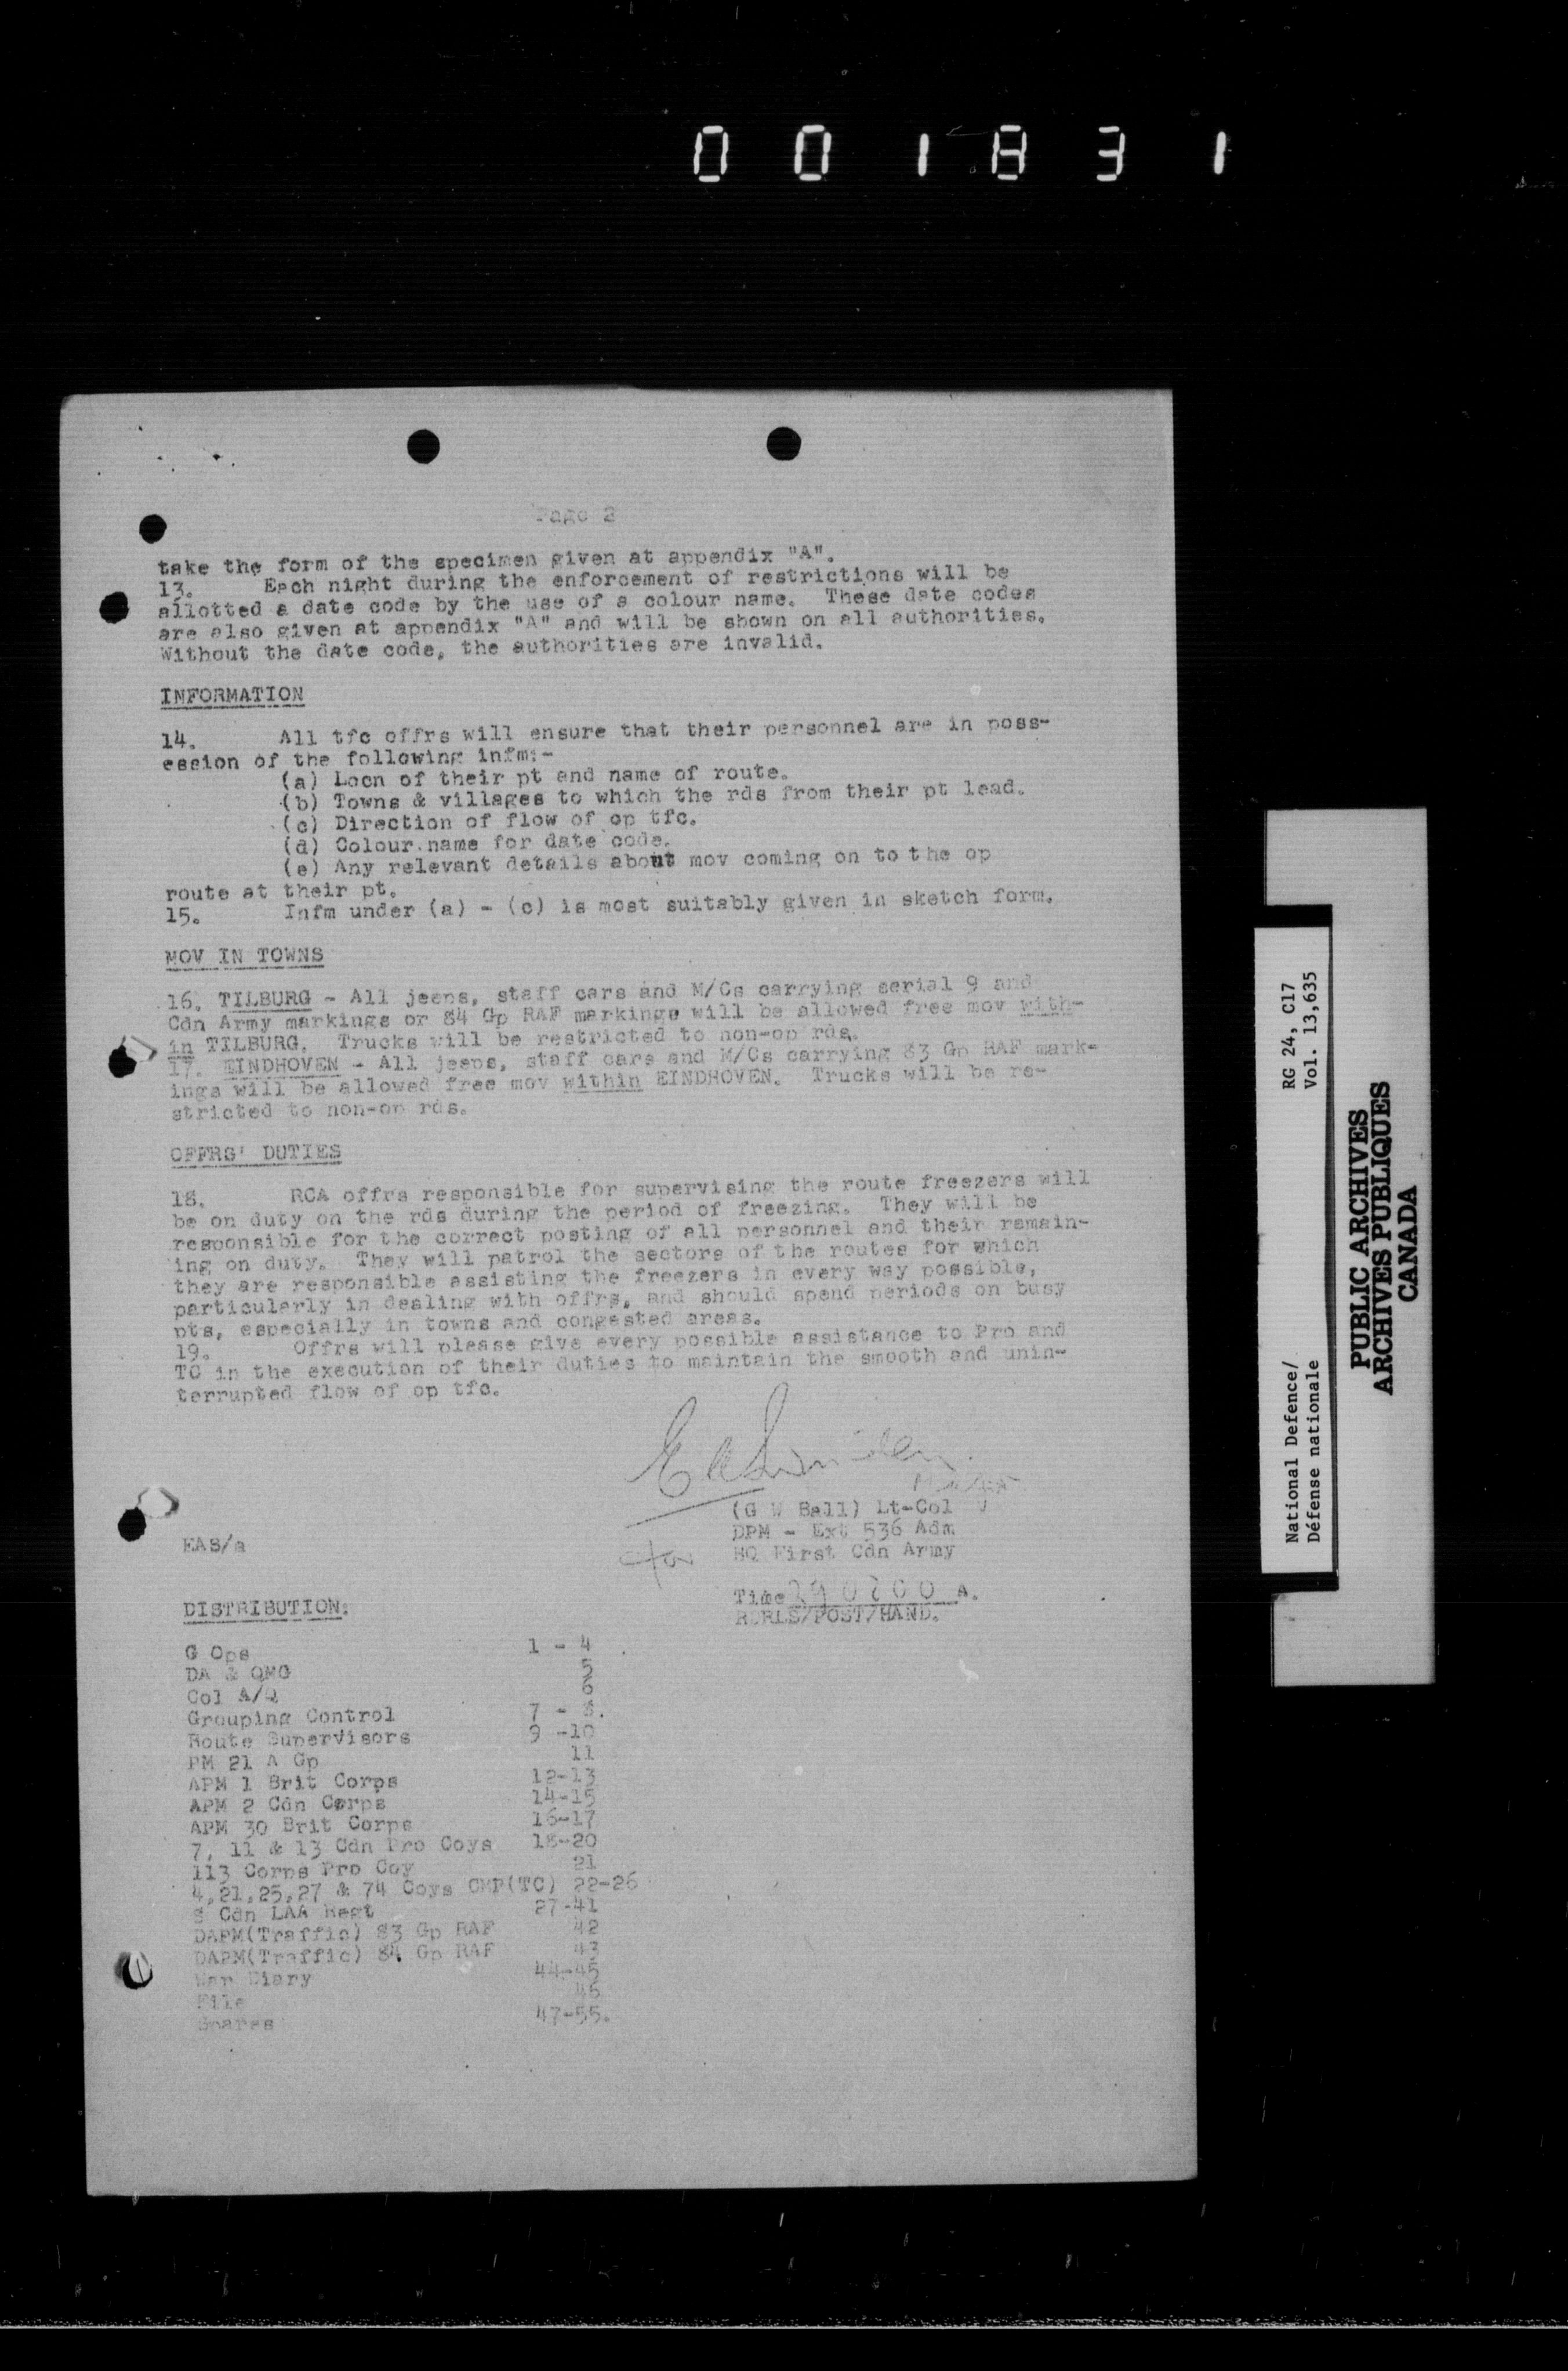 001831
Page 2
take the form of the specimen given at appendix "A".
13. Each night during the enforcement of restrictions will be
allotted a date code by the use of a colour name. These date codes
are also given at appendix "A" and will be shown on all authorities.
Without the date code, the authorities are invalid.
INFORMATION
14. All tfc offrs will ensure that their personnel are in poss-
ession of the following infm:-
(a) Locn of their pt and name of route.
(b) Towns & villages to which the rds from their pt lead.
(c) Direction of flow of op tfc.
(d) Colour name for date code.
(e) Any relevant details about mov coming on to the op
route at their pt.
15. Infm under (a) - (c) is most suitably given in sketch form.
MOV IN TOWNS
16. TILBURG - All jeeps, staff cars and M/Cs carrying serial 9 and
Cdn Army markings or 84 Gp RAF markings will be allowed free mov with-
in TILBURG. Trucks will be restricted to non-op rds.
17. EINDHOVEN - All jeeps, staff cars and M/Cs carrying 83 Gp RAF mark-
ings will be allowed free mov within EINDHOVEN. Trucks will be re-
stricted to non-op rds.
OFFRS' DUTIES
18. RCA offrs responsible for supervising the route freezers will
be on duty on the rds during the period of freezing. They will be
responsible for the correct posting of all personnel and their remain-
ing on duty. They will patrol the sectors of the routes for which
they are responsible assisting the freezers in every way possible,
particularly in dealing with offrs, and should spend periods on busy
pts, especially in towns and congested areas.
19. Offrs will please give every possible assistance to Pro and
TC in the execution of their duties to maintain the smooth and unin-
terrupted flow of op tfc.
Major
(G W Ball) Lt-Col
DPM - Ext 536 Adm
for HQ First Cdn Army
EAS/a
Time A.
RDRLS/POST/HAND.
DISTRIBUTION:
G Ops 1 - 4
DA & QMG 5
Col A/Q 6
Grouping Control 7 - 8.
Route Supervisors 9 -10
PM 21 A Gp 11
APM 1 Brit Corps 12-13
APM 2 Cdn Corps 14-15
APM 30 Brit Corps 16-17
7, 11 & 13 Cdn Pro Coys 18-20
113 Corps Pro Coy 21
4,21,25,27 & 74 Coys CMP(TC) 22-26
8 Cdn LAA Regt 27-41
DAPM(Traffic) 83 Gp RAF 42
DAPM(Traffic) 84 Gp RAF 43
War Diary 44-45
File 46
Spares 47-55.
National Defence/ RG 24, C17
Défense nationale Vol. 13,635
PUBLIC ARCHIVES
ARCHIVES PUBLIQUES
CANADA